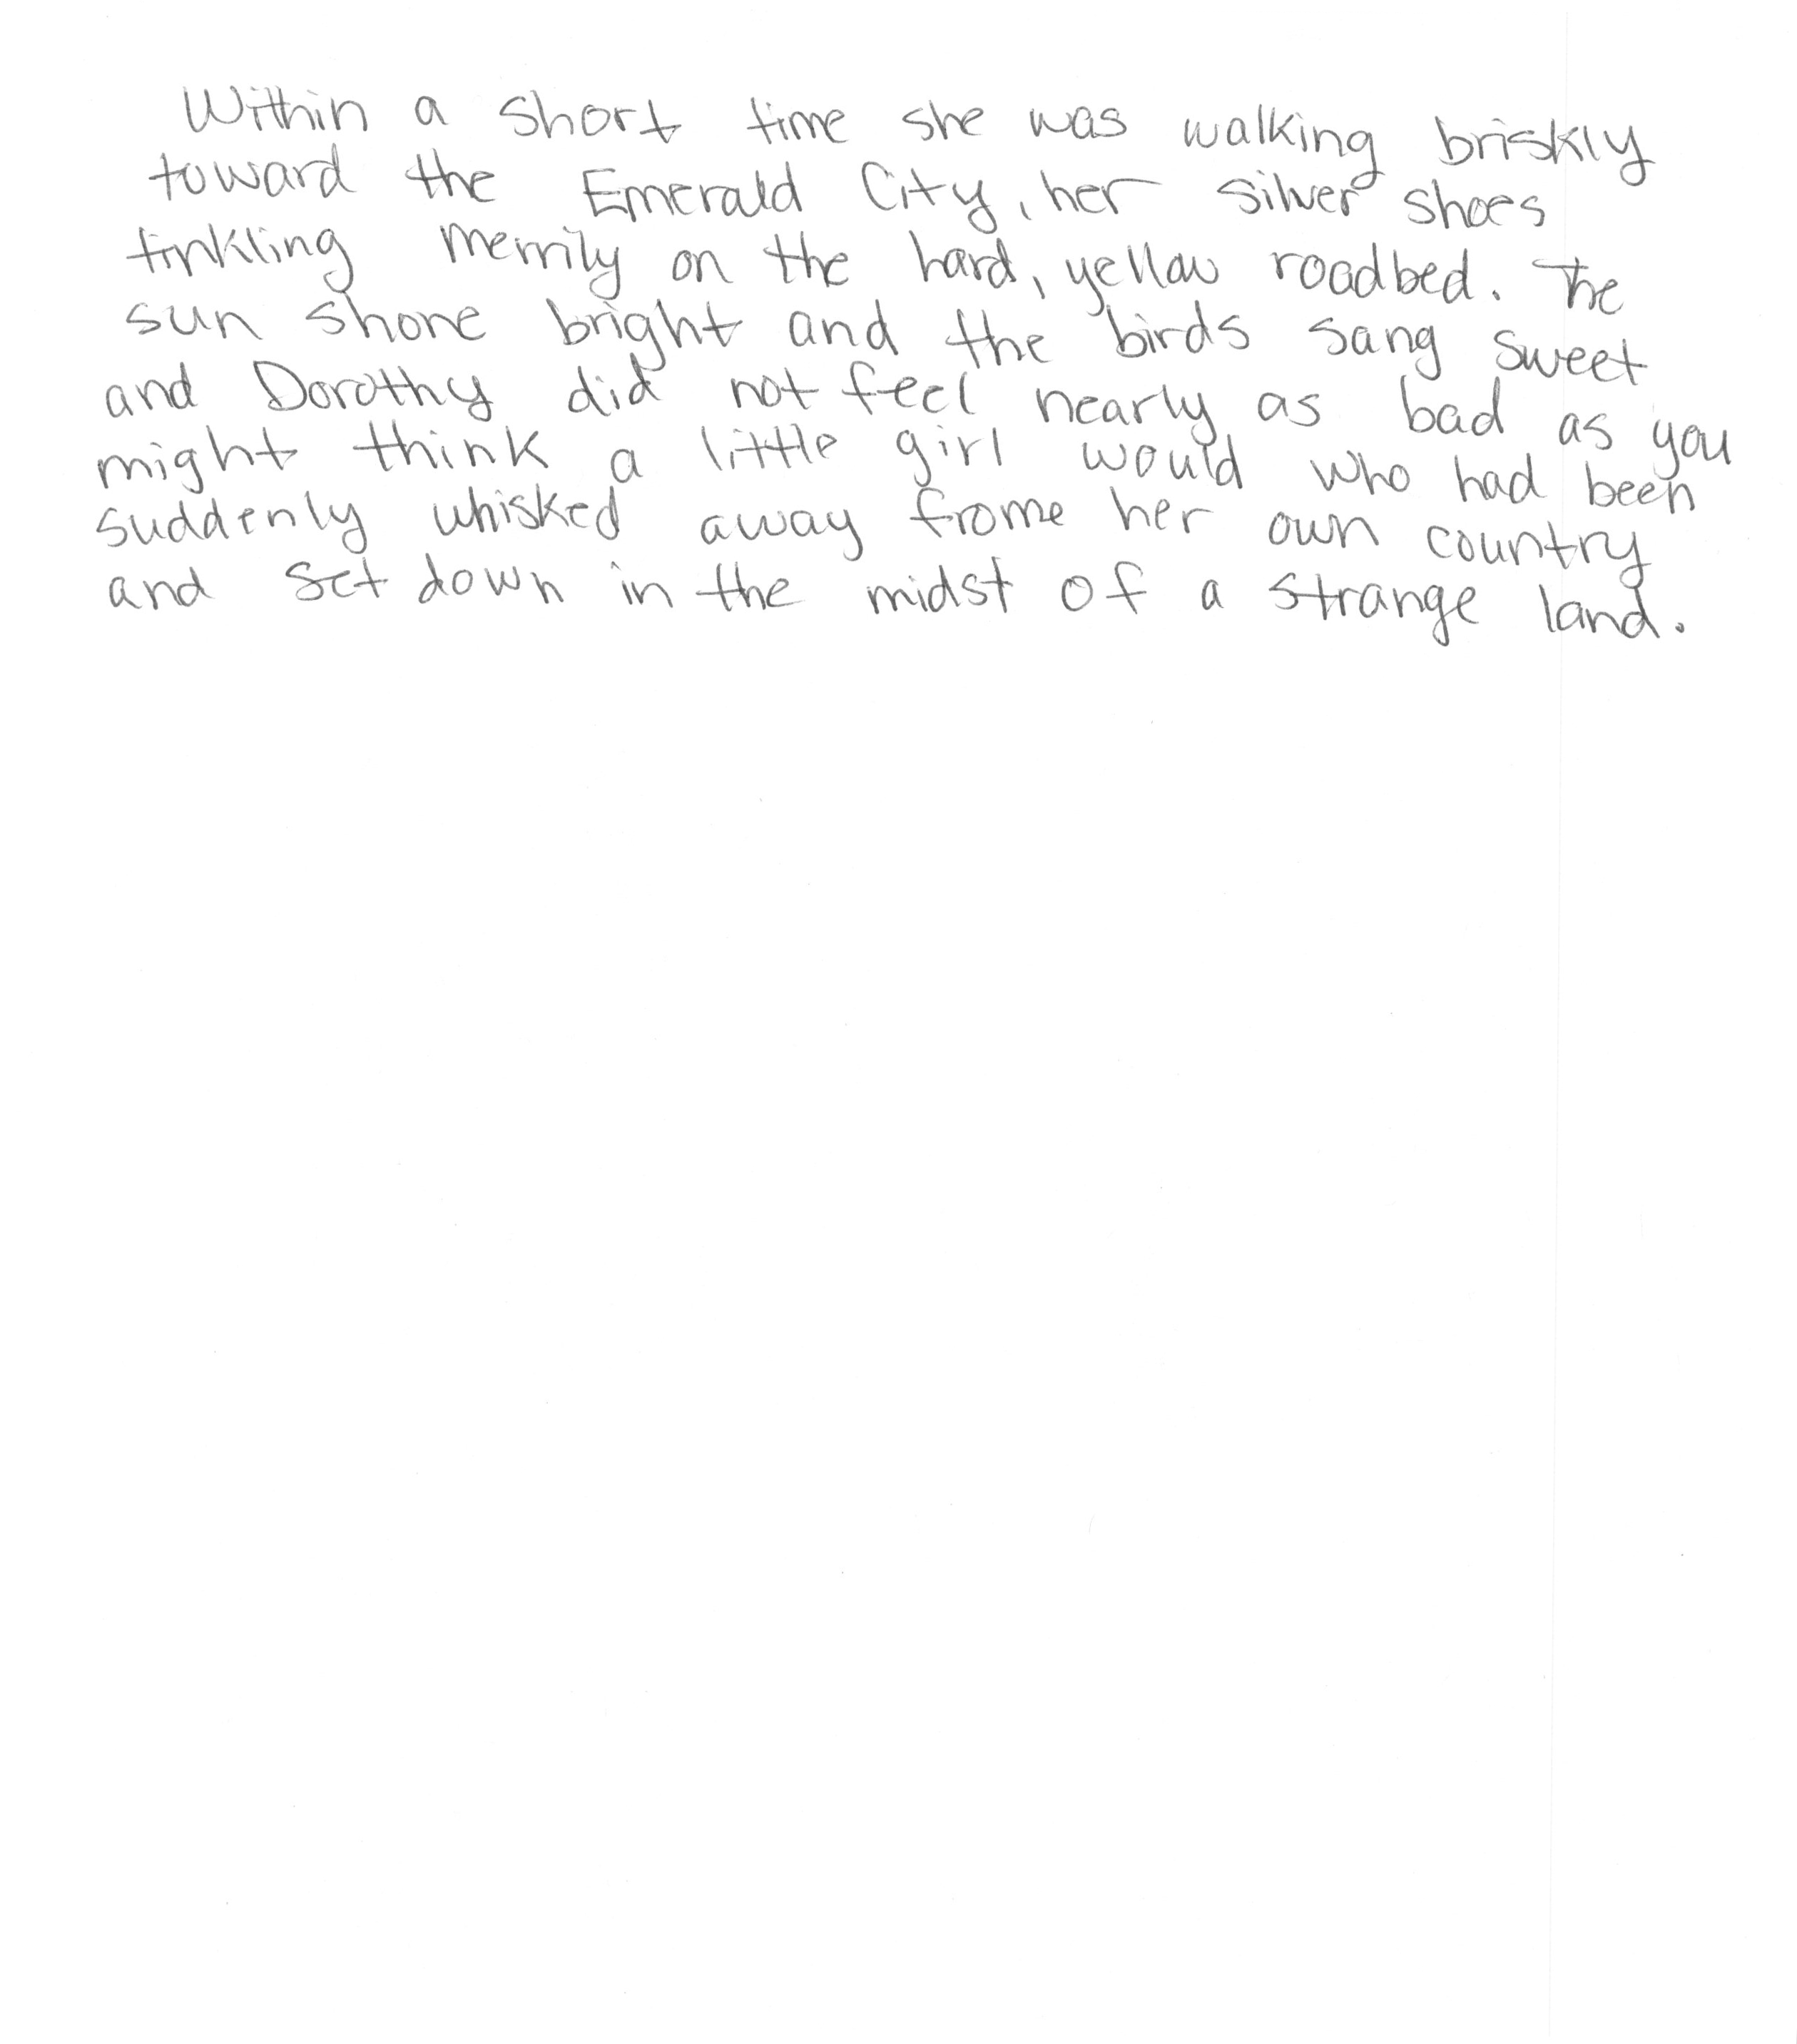 Within a short time she was walking briskly
toward the Emerald City, her silver shoes
tinkling merrily on the hard, yellow roadbed. The
sun shone bright and the birds sang sweet
and Dorothy did not feel nearly as bad as you
might think a little girl would who had been
suddenly whisked away frome her own country
and set down in the midst of a strange land.